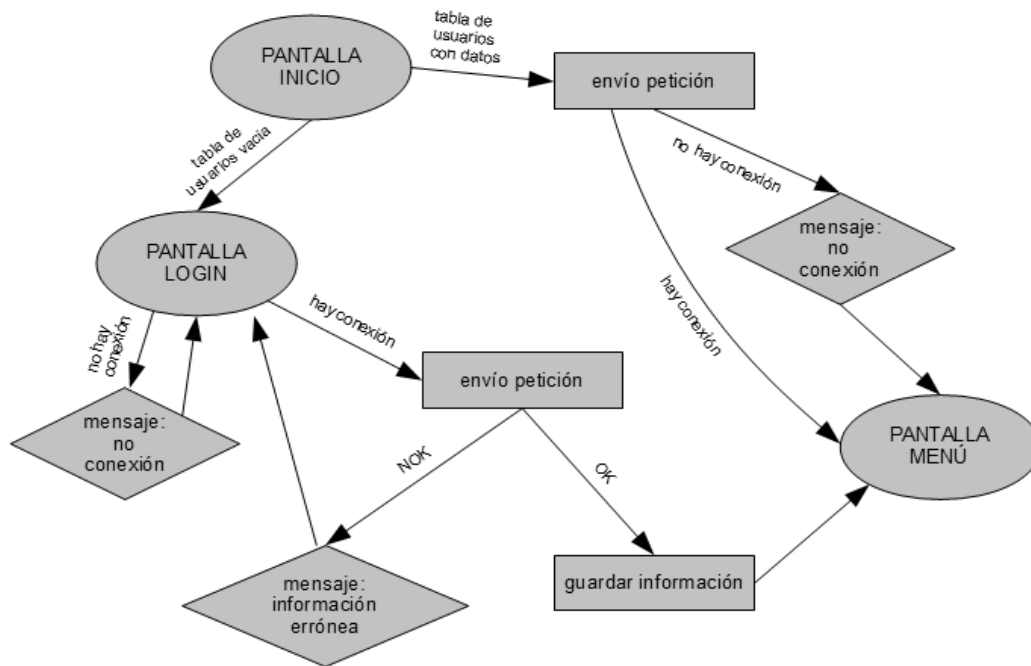 PANTALLA
INICIO
tabla de
usuarios
con datos
envío petición
tabla de
usuarios vacía
no hay conexión
mensaje:
no
conexión
PANTALLA
LOGIN
hay conexión
no hay
conexión
hay conexión
envío petición
mensaje:
no
conexión
PANTALLA
MENÚ
NOK
OK
mensaje:
información
errónea
guardar información